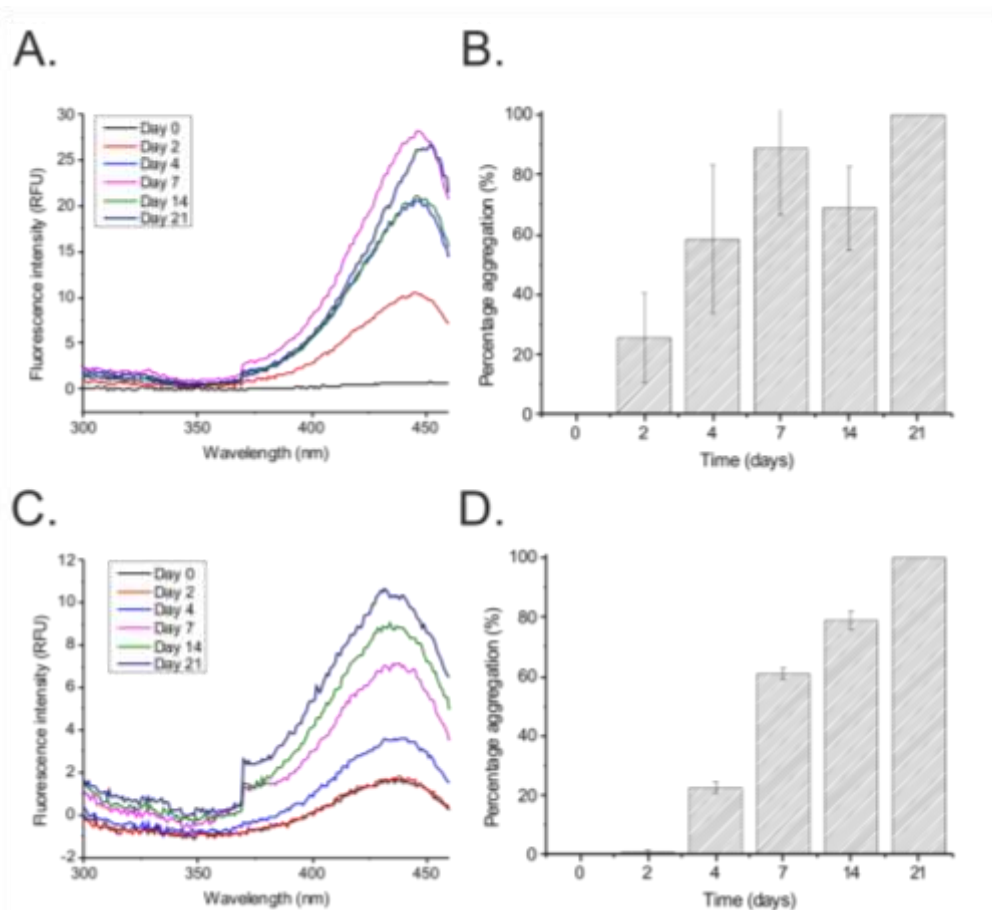 A.
B.
30
25
20
15
10
5
0
Day 0
Day 2
Day 4
Day 7
Day 14
Day 21
Fluorescence intensity (RFU)
300 350 400 450
Wavelength (nm)
100
80
60
40
20
0
Percentage aggregation (%)
0 2 4 7 14 21
Time (days)
C.
D.
12
10
8
6
4
2
0
-2
Day 0
Day 2
Day 4
Day 7
Day 14
Day 21
Fluorescence intensity (RFU)
300 350 400 450
Wavelength (nm)
100
80
60
40
20
0
Percentage aggregation (%)
0 2 4 7 14 21
Time (days)